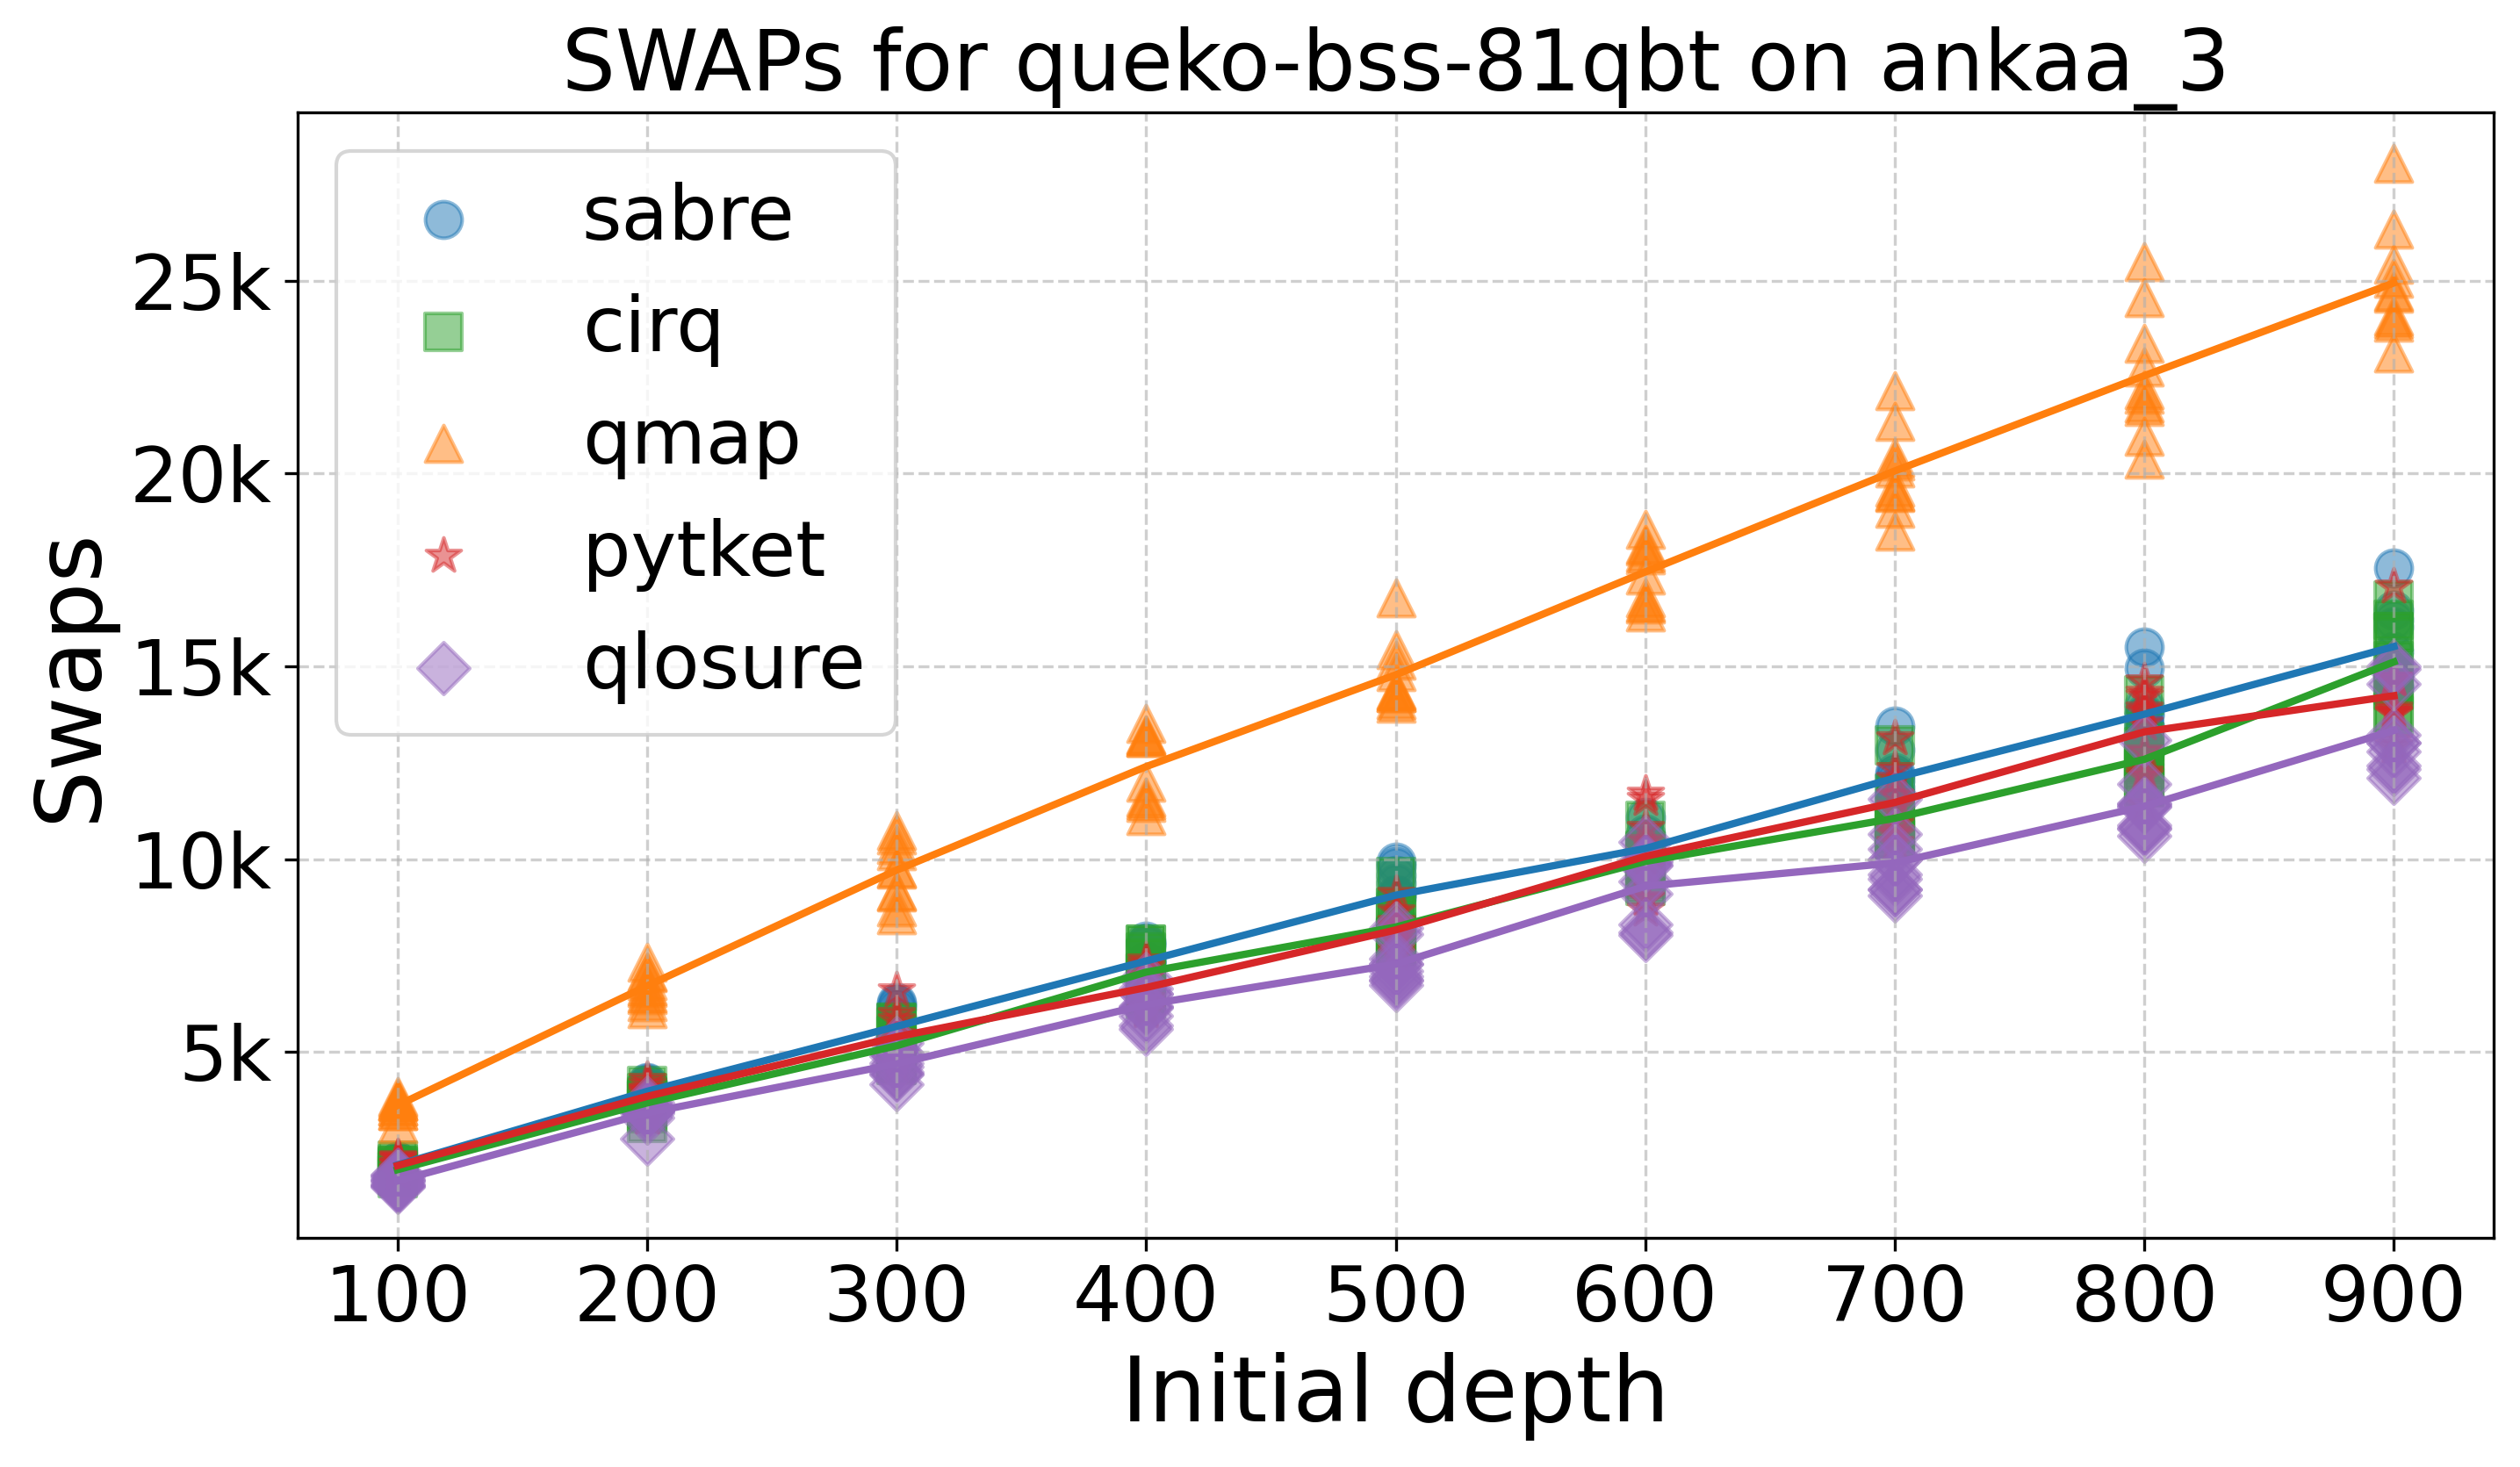 SWAPs for queko-bss-81qbt on ankaa_3
sabre
cirq
qmap
pytket
qlosure
25k
20k
15k
10k
5k
Swaps
100 200 300 400 500 600 700 800 900
Initial depth